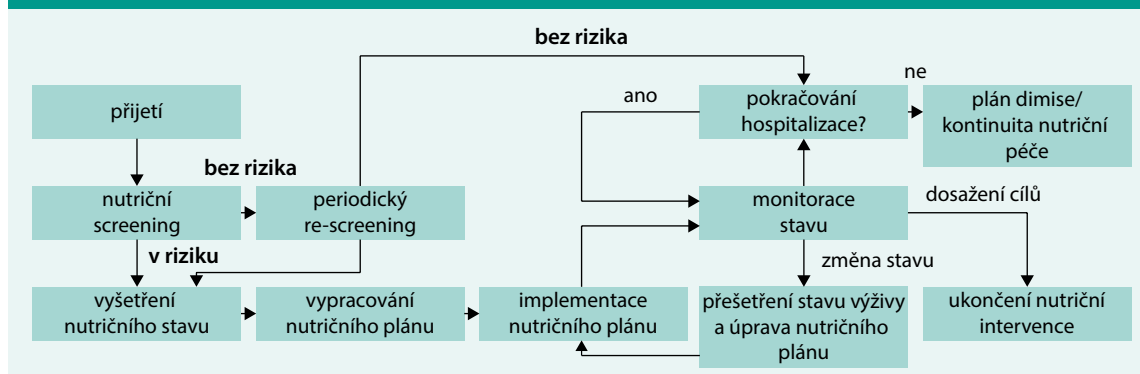 bez rizika
přijetí
ano
pokračování
hospitalizace?
ne
plán dimise/
kontinuita nutriční
péče
bez rizika
nutriční
screening
periodický
re-screening
monitorace
stavu
dosažení cílů
v riziku
změna stavu
vyšetření
nutričního stavu
vypracování
nutričního plánu
implementace
nutričního plánu
přešetření stavu výživy
a úprava nutričního
plánu
ukončení nutriční
intervence